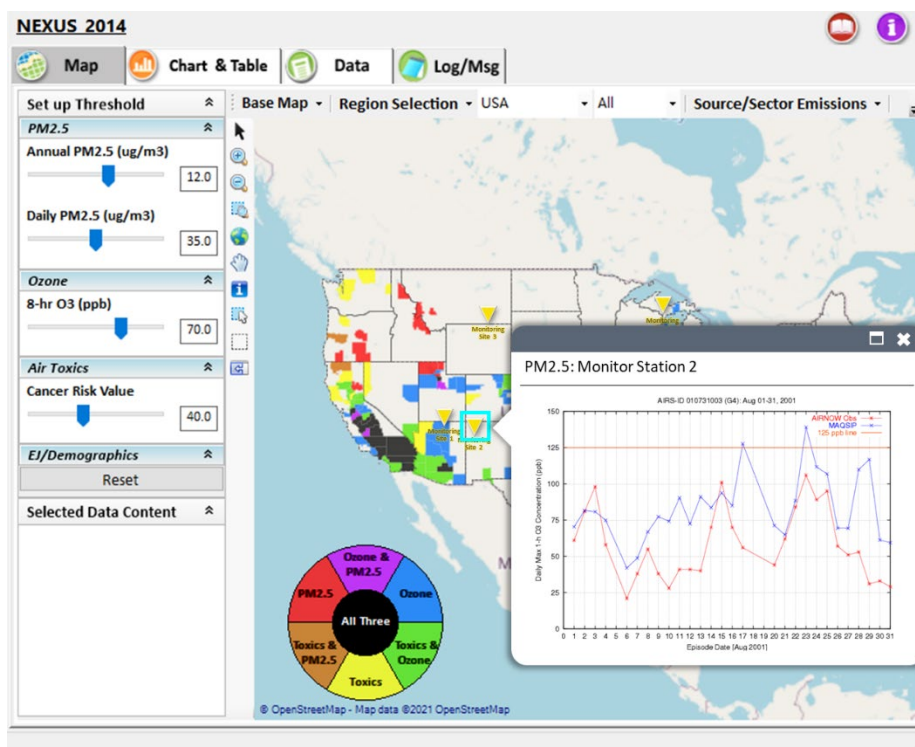 NEXUS 2014
Map
Chart & Table
Data
Log/Msg
Set up Threshold
PM2.5
Annual PM2.5 (ug/m3)
12.0
Daily PM2.5 (ug/m3)
35.0
Ozone
8-hr O3 (ppb)
70.0
Air Toxics
Cancer Risk Value
40.0
EJ/Demographics
Reset
Selected Data Content
Base Map
Region Selection
USA
All
Source/Sector Emissions
Monitoring
Site 3
Monitoring
Monitoring
Site 1
Monitoring
Site 2
M
Ozone &
PM2.5
PM2.5
Ozone
All Three
Toxics &
PM2.5
Toxics &
Ozone
Toxics
© OpenStreetMap - Map data ©2021 OpenStreetMap
PM2.5: Monitor Station 2
AIRS-ID 010731003 (G4): Aug 01-31, 2001
AIRNOW Obs
MAQSIP
125 ppb line
Daily Max 1-h O3 Concentration (ppb)
150
125
100
75
50
25
0
0 1 2 3 4 5 6 7 8 9 10 11 12 13 14 15 16 17 18 19 20 21 22 23 24 25 26 27 28 29 30 31
Episode Date [Aug 2001]